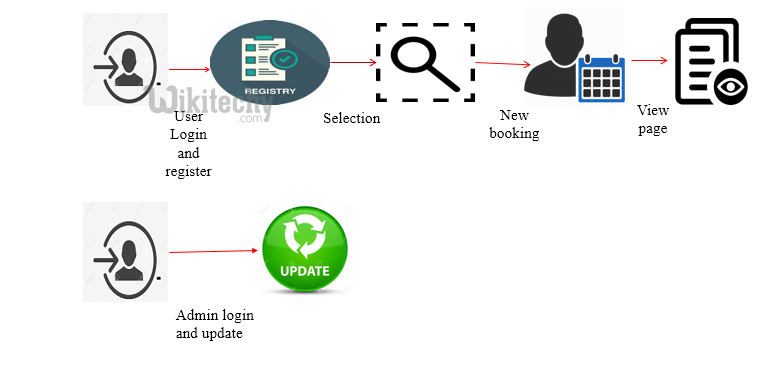 REGISTRY
Wikitechy
.com
User
Login
and
register
Selection
New
booking
View
page
UPDATE
Admin login
and update